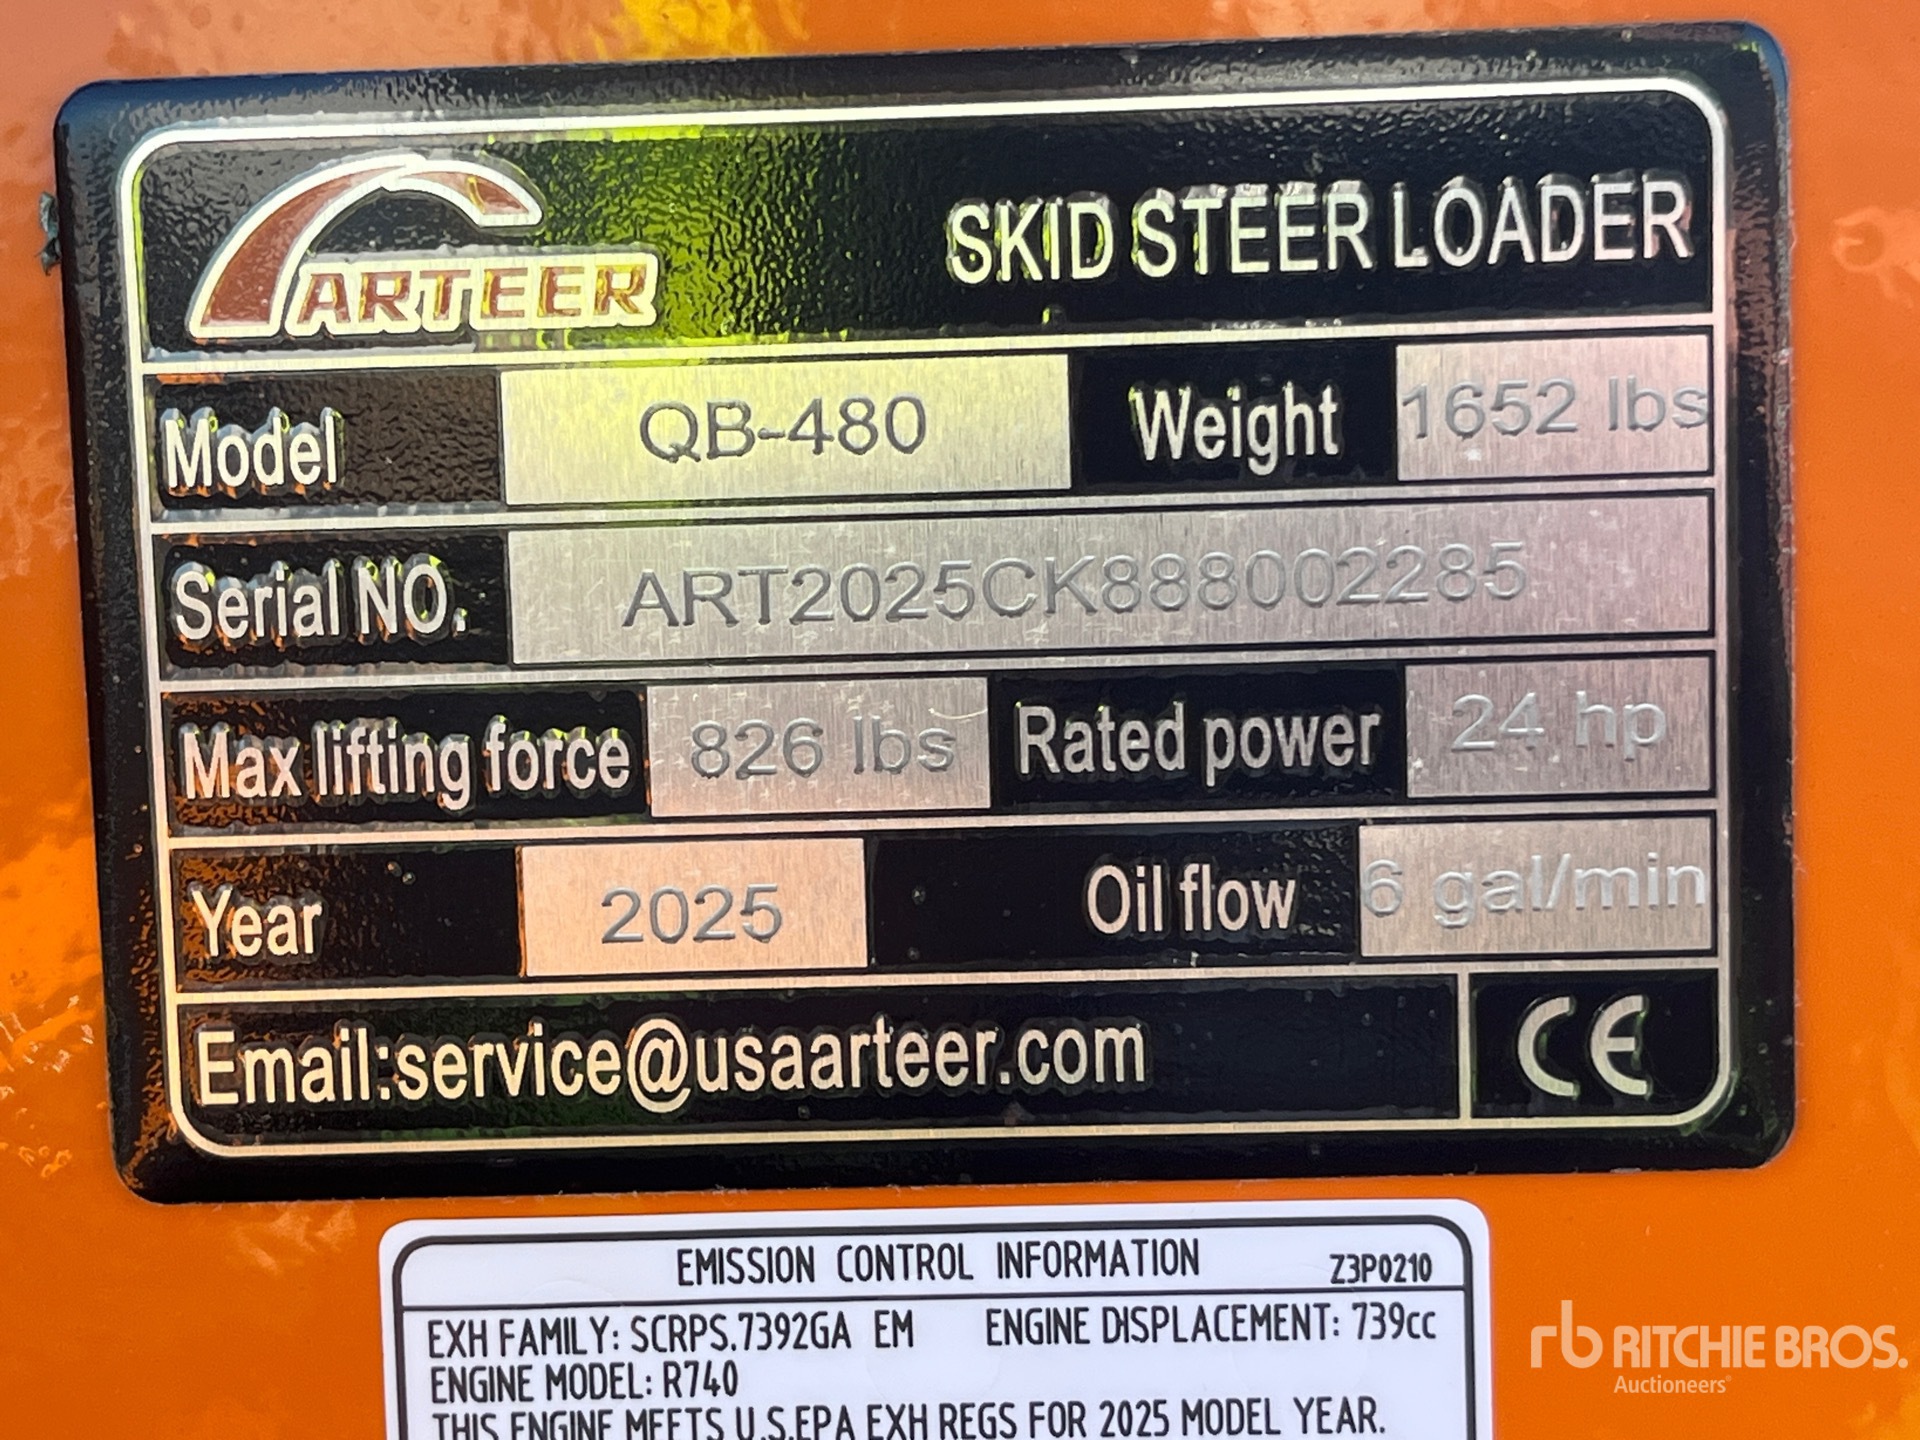 ARTEER
SKID STEER LOADER
Model QB-480 Weight 1652 lbs
Serial NO. ART2025CK888002285
Max lifting force 826 lbs Rated power 24 hp
Year 2025 Oil flow 6 gal/min
Email:service@usaarteer.com CE
EMISSION CONTROL INFORMATION Z3P0210
EXH FAMILY: SCRPS.7392GA EM ENGINE DISPLACEMENT: 739cc
ENGINE MODEL: R740
THIS ENGINE MEETS U.S.EPA EXH REGS FOR 2025 MODEL YEAR.
rb RITCHIE BROS.
Auctioneers